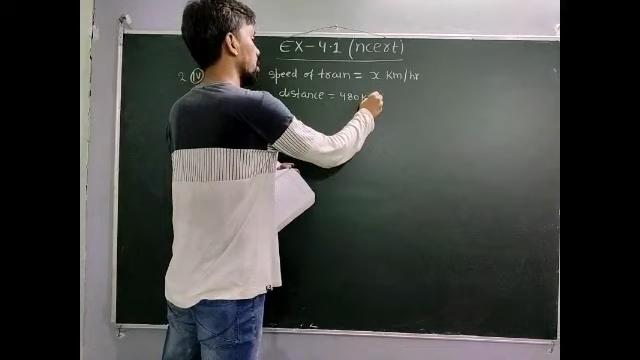 EX-4.1 (ncert)
2 (iv) speed of train = x km/hr
distance = 480 k